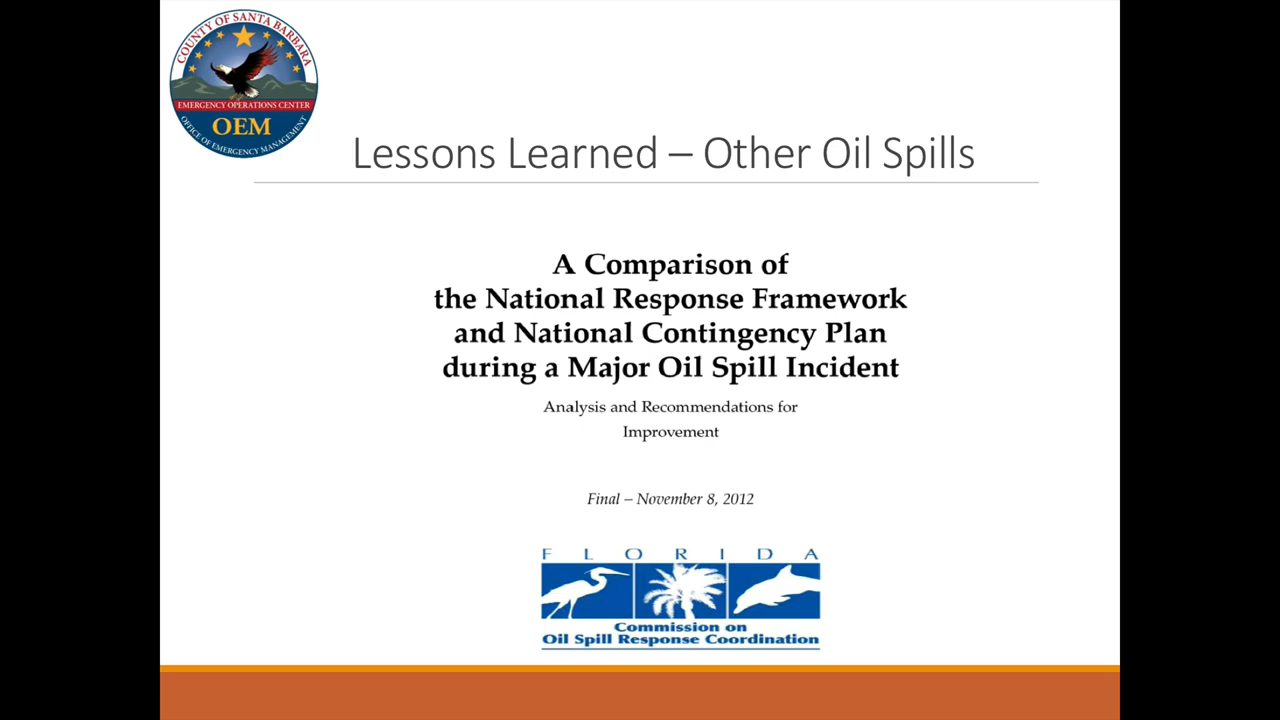 COUNTY OF SANTA BARBARA
EMERGENCY OPERATIONS CENTER
OEM
OFFICE OF EMERGENCY MANAGEMENT
Lessons Learned – Other Oil Spills
A Comparison of
the National Response Framework
and National Contingency Plan
during a Major Oil Spill Incident
Analysis and Recommendations for
Improvement
Final – November 8, 2012
FLORIDA
Commission on
Oil Spill Response Coordination